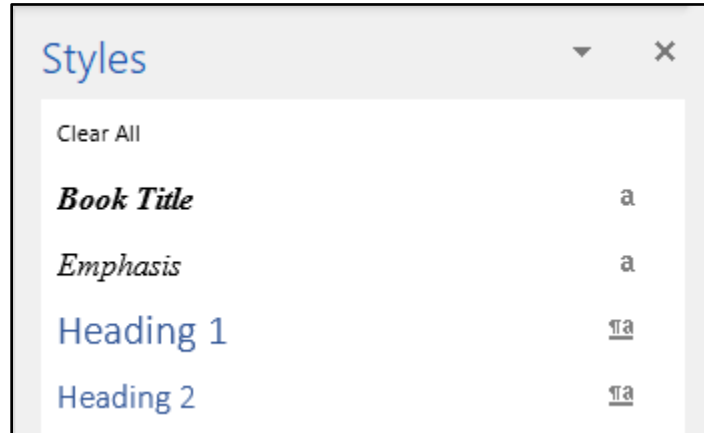 Styles
Clear All
Book Title a
Emphasis a
Heading 1 ¶a
Heading 2 ¶a